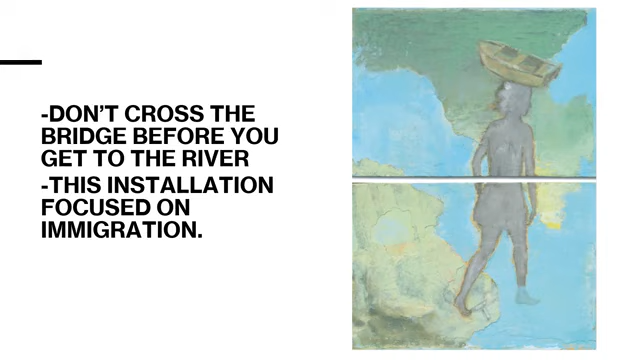 -DON’T CROSS THE
BRIDGE BEFORE YOU
GET TO THE RIVER
-THIS INSTALLATION
FOCUSED ON
IMMIGRATION.